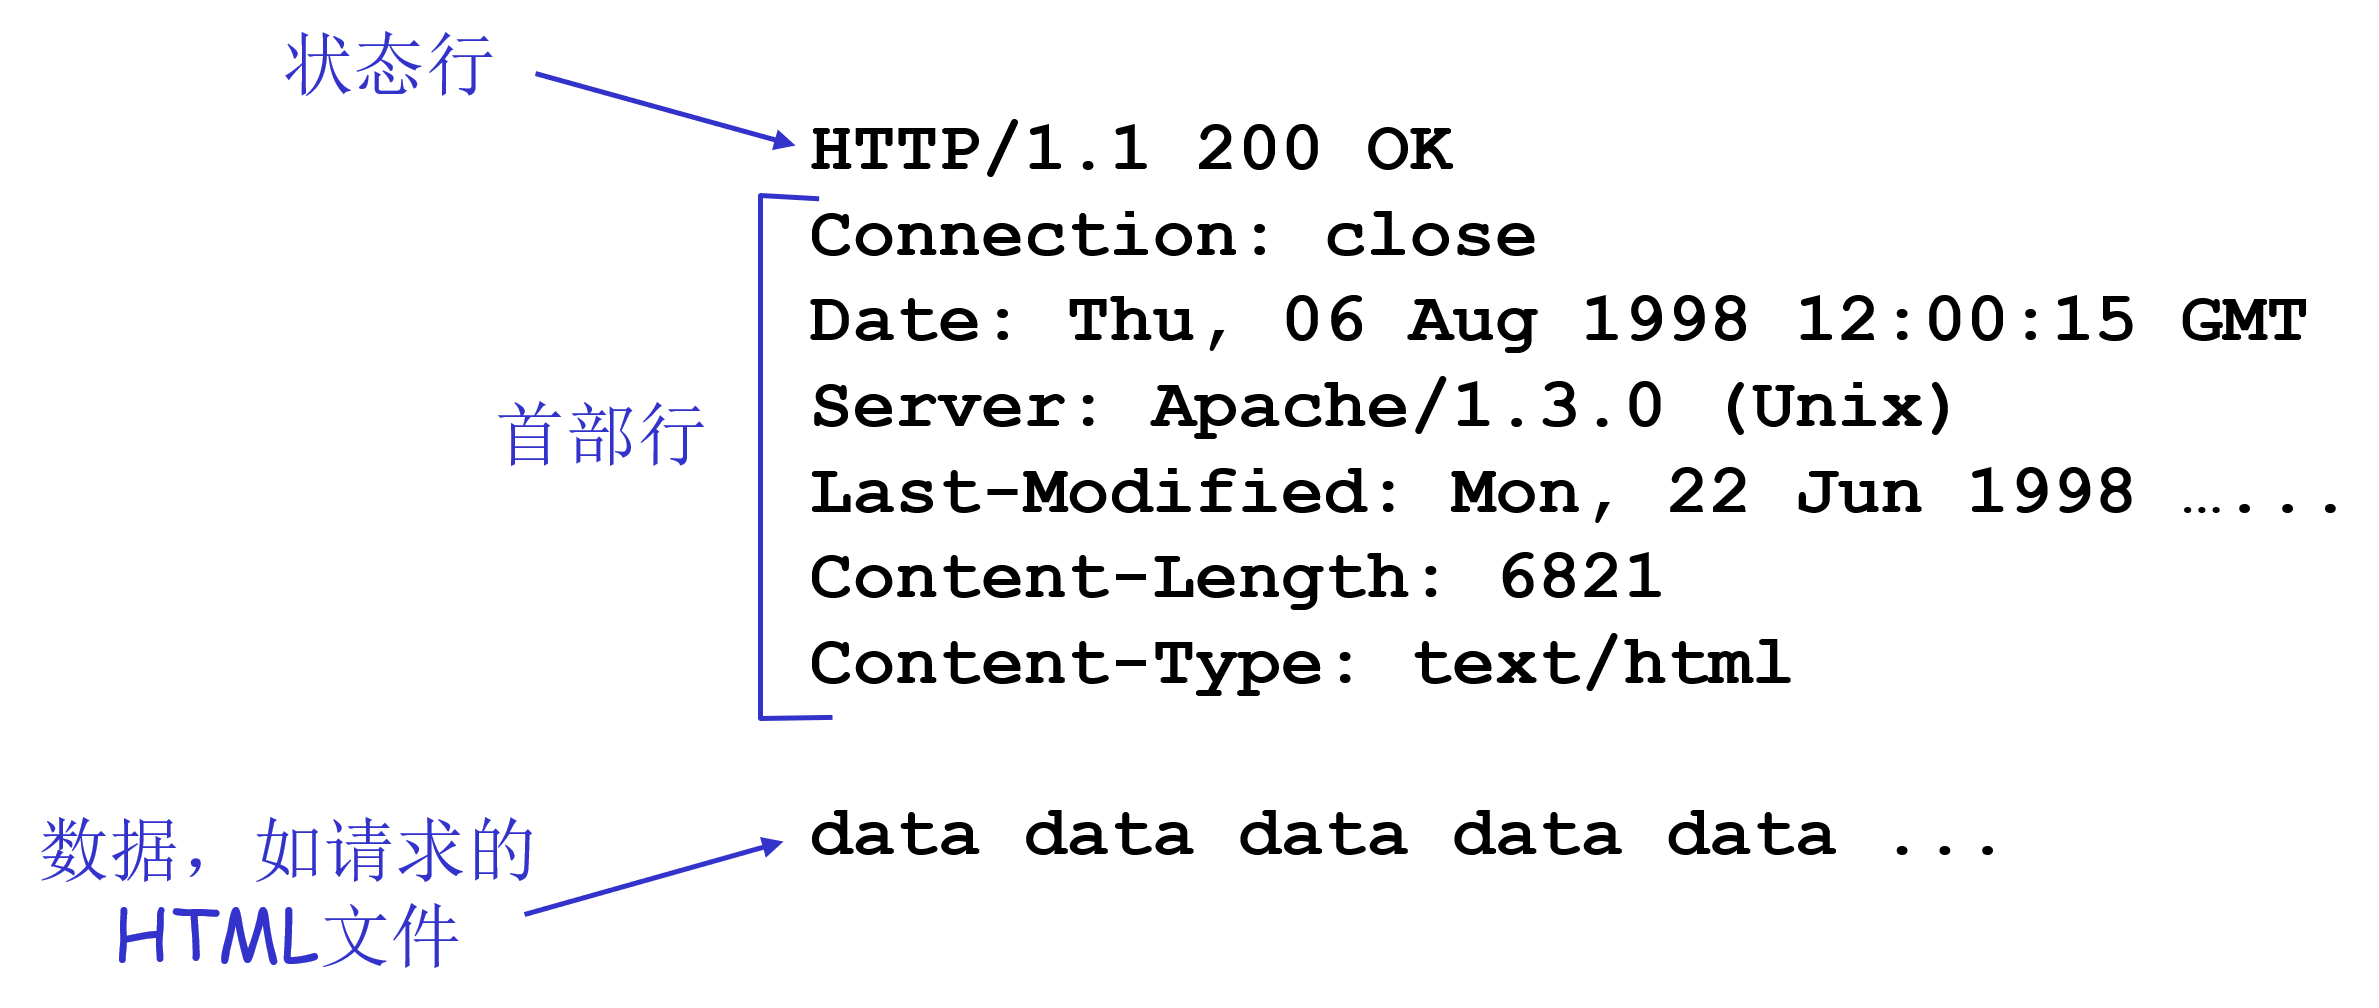 状态行
HTTP/1.1 200 OK
Connection: close
Date: Thu, 06 Aug 1998 12:00:15 GMT
Server: Apache/1.3.0 (Unix)
首部行
Last-Modified: Mon, 22 Jun 1998 …...
Content-Length: 6821
Content-Type: text/html
数据，如请求的
HTML文件
data data data data data ...